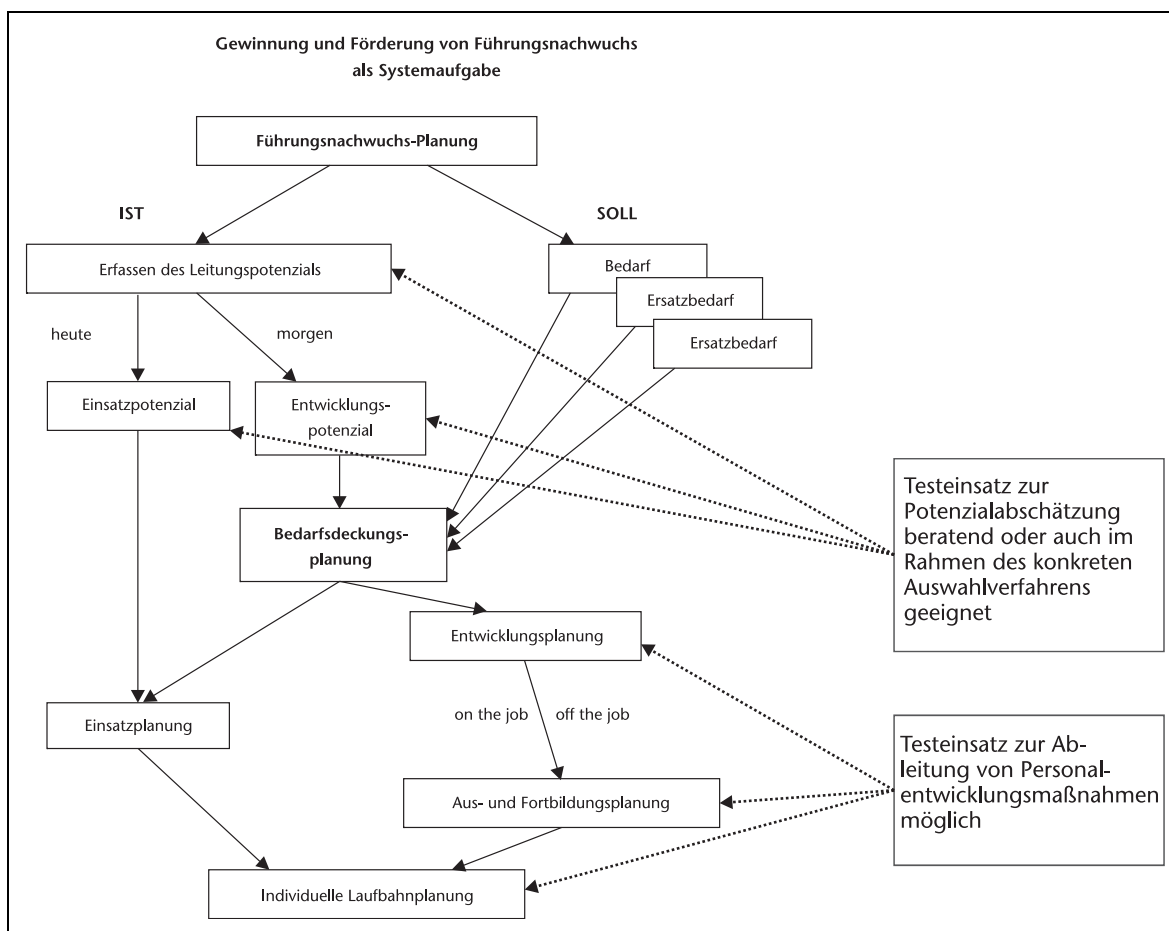 Gewinnung und Förderung von Führungsnachwuchs
als Systemaufgabe
Führungsnachwuchs-Planung
IST
SOLL
Erfassen des Leitungspotenzials
Bedarf
Ersatzbedarf
Ersatzbedarf
heute
morgen
Einsatzpotenzial
Entwicklungs-
potenzial
Bedarfsdeckungs-
planung
Testeinsatz zur
Potenzialabschätzung
beratend oder auch im
Rahmen des konkreten
Auswahlverfahrens
geeignet
Entwicklungsplanung
Einsatzplanung
on the job
off the job
Testeinsatz zur Ab-
leitung von Personal-
entwicklungsmaßnahmen
möglich
Aus- und Fortbildungsplanung
Individuelle Laufbahnplanung